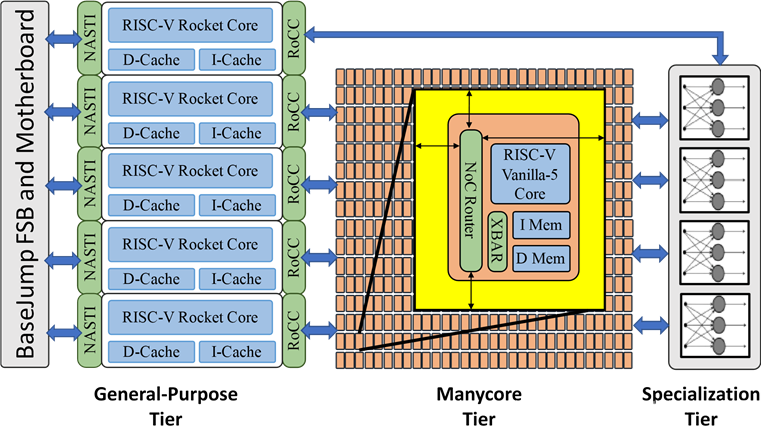 BaseJump FSB and Motherboard
NASTI
RISC-V Rocket Core
D-Cache
I-Cache
RoCC
NASTI
RISC-V Rocket Core
D-Cache
I-Cache
RoCC
NASTI
RISC-V Rocket Core
D-Cache
I-Cache
RoCC
NASTI
RISC-V Rocket Core
D-Cache
I-Cache
RoCC
NASTI
RISC-V Rocket Core
D-Cache
I-Cache
RoCC
NoC Router
RISC-V
Vanilla-5
Core
XBAR
I Mem
D Mem
General-Purpose
Tier
Manycore
Tier
Specialization
Tier